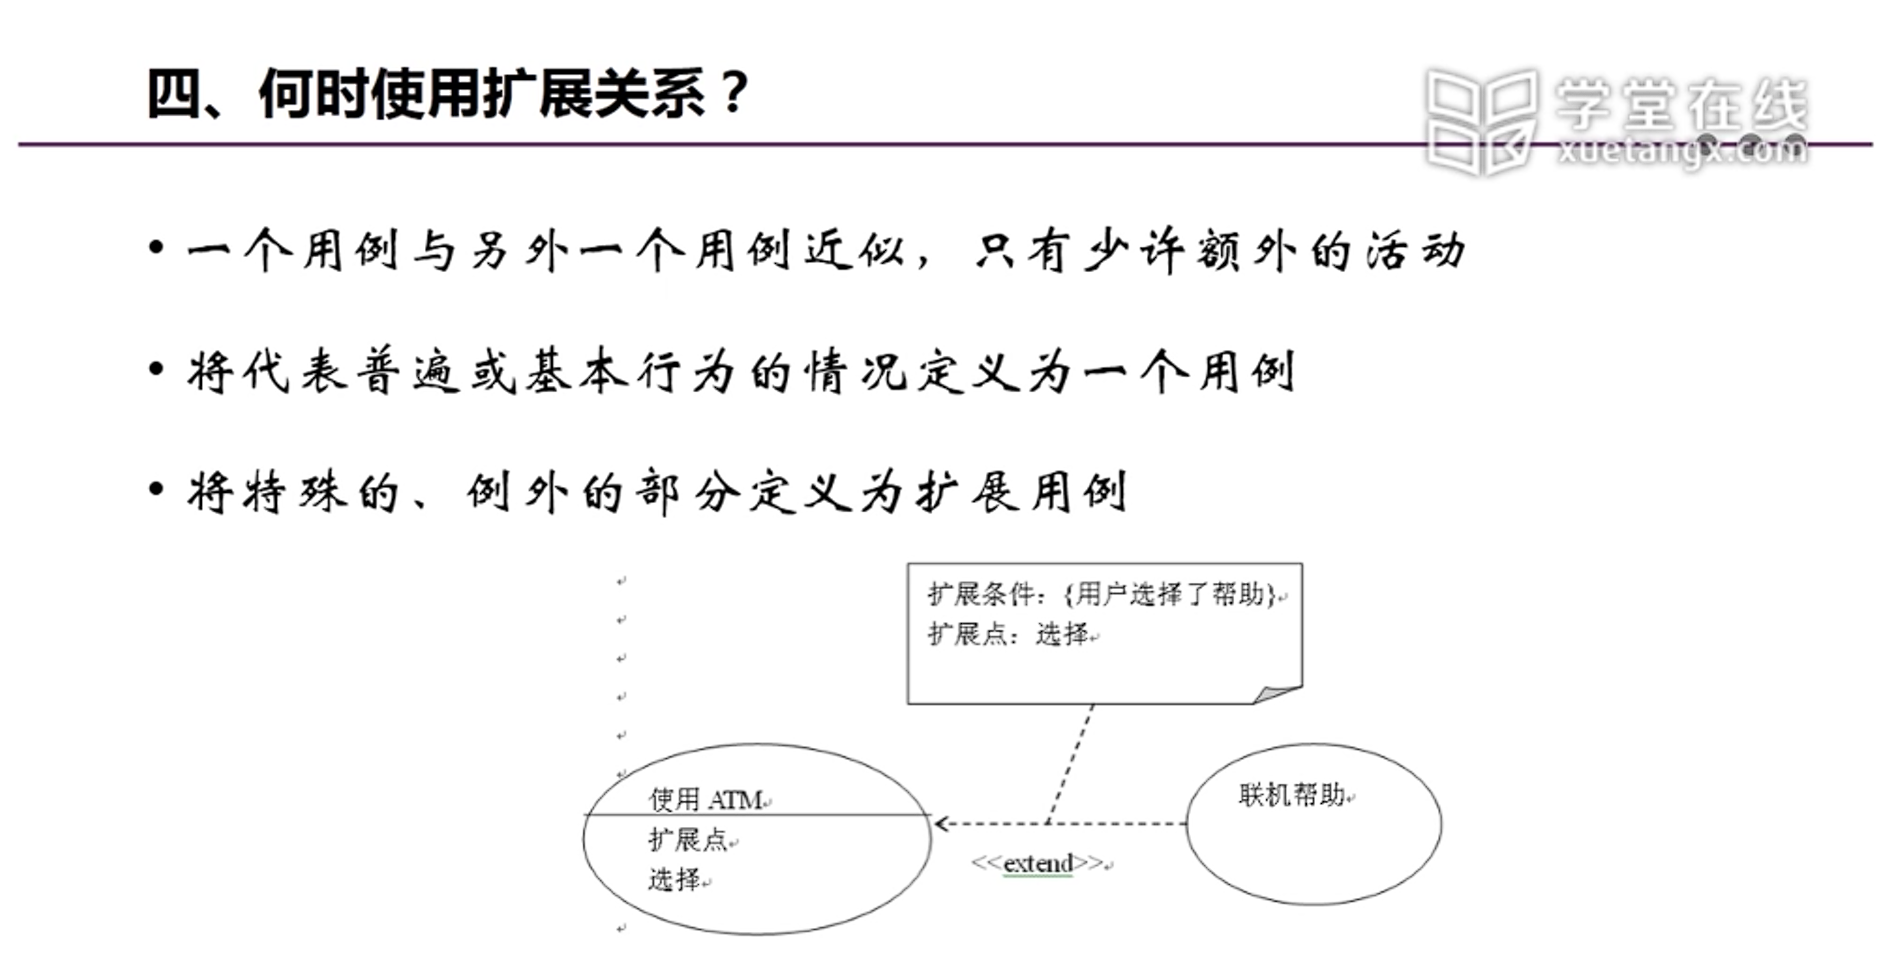 四、何时使用扩展关系？
学堂在线
xuetangx.com
• 一个用例与另外一个用例近似，只有少许额外的活动
• 将代表普遍或基本行为的情况定义为一个用例
• 将特殊的、例外的部分定义为扩展用例
扩展条件：{用户选择了帮助}
扩展点：选择
使用 ATM
扩展点
选择
<<extend>>
联机帮助